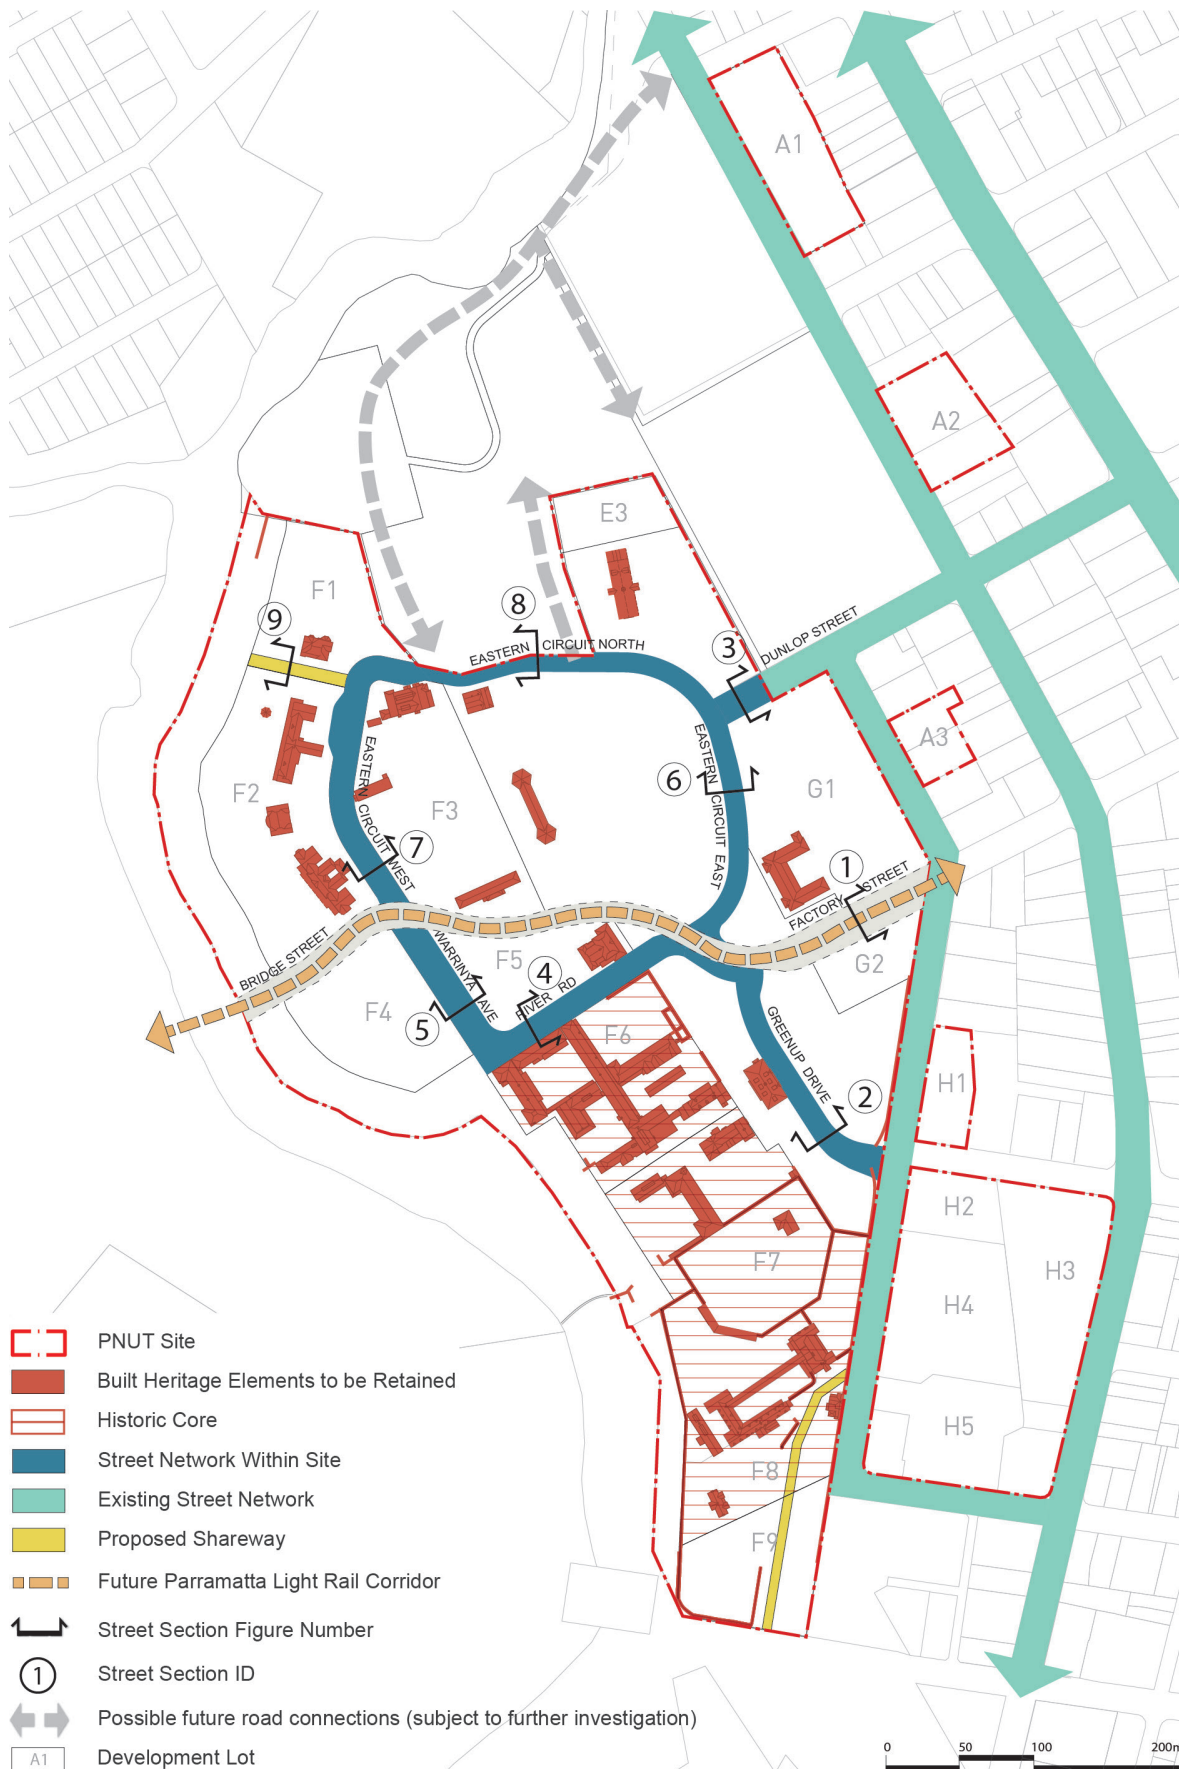 A1
A2
E3
F1
9
8
EASTERN CIRCUIT NORTH
3
DUNLOP STREET
A3
F2
EASTERN CIRCUIT WEST
F3
7
6
EASTERN CIRCUIT EAST
G1
1
FACTORY STREET
BRIDGE STREET
WARRINYA AVE
F5
4
RIVER RD
G2
F4
5
F6
GREENUP DRIVE
2
H1
H2
H3
F7
H4
H5
F8
F9
PNUT Site
Built Heritage Elements to be Retained
Historic Core
Street Network Within Site
Existing Street Network
Proposed Shareway
Future Parramatta Light Rail Corridor
Street Section Figure Number
1 Street Section ID
Possible future road connections (subject to further investigation)
A1 Development Lot
0 50 100 200m